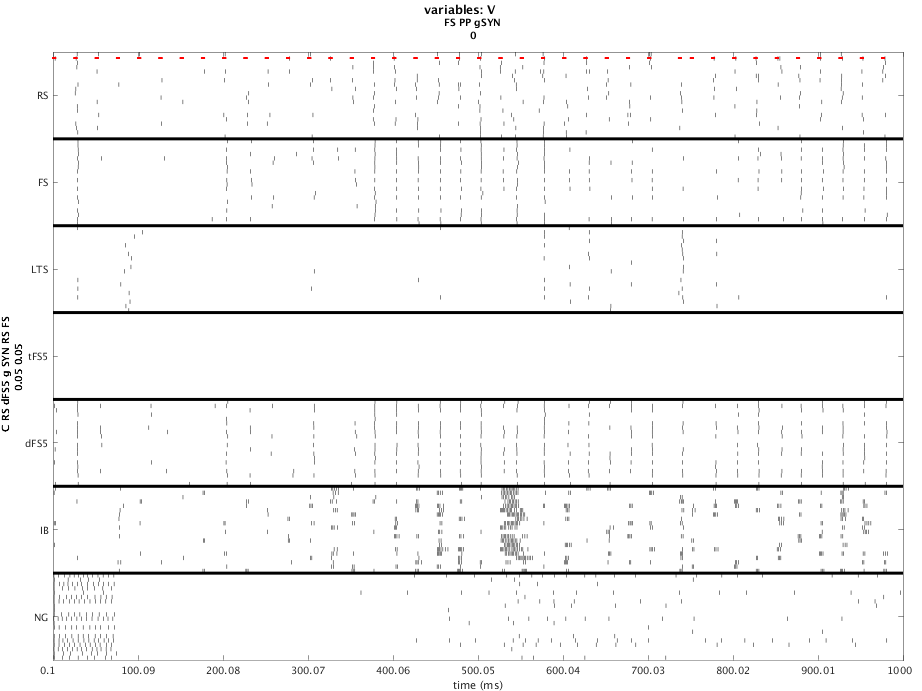 variables: V
FS PP gSYN
0
RS
FS
LTS
tFS5
dFS5
IB
NG
C RS dFS5 g SYN RS FS
0.05 0.05
0.1 100.09 200.08 300.07 400.06 500.05 600.04 700.03 800.02 900.01 1000
time (ms)